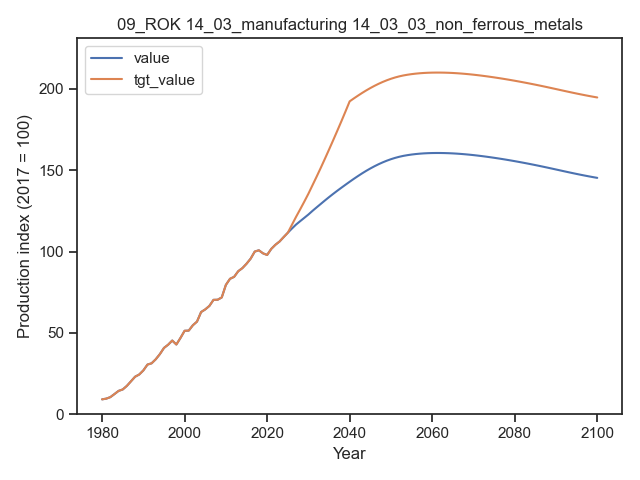 09_ROK 14_03_manufacturing 14_03_03_non_ferrous_metals
value
tgt_value
Production index (2017 = 100)
200
150
100
50
0
1980 2000 2020 2040 2060 2080 2100
Year